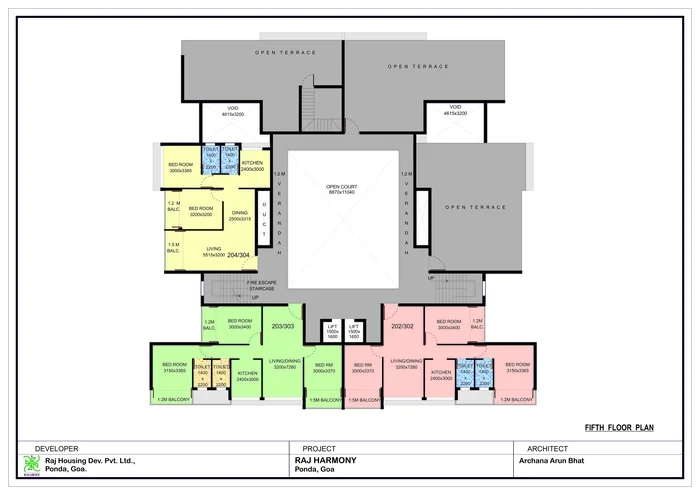 OPEN TERRACE
OPEN TERRACE
VOID
4615x3200
VOID
4615x3200
TOILET
1400
x
2200
TOILET
1400
x
2200
KITCHEN
2400x3000
BED ROOM
3000x3365
1.2 M
VERANDAH
OPEN COURT
8870x11040
1.2 M
VERANDAH
1.2 M
BALC.
BED ROOM
3200x3200
DINING
2500x3315
DUCT
OPEN TERRACE
1.5 M
BALC.
LIVING
5515x3200
204/304
FIRE ESCAPE
STAIRCASE
UP
UP
1.2M
BALC.
BED ROOM
3000x3400
203/303
LIFT
1500x
1650
LIFT
1500x
1650
202/302
BED ROOM
3000x3400
1.2M
BALC.
BED ROOM
3150x3365
TOILET
1400
x
2200
TOILET
1400
x
2200
KITCHEN
2400x3000
LIVING/DINING
3200x7280
BED RM
3000x3370
BED RM
3000x3370
LIVING/DINING
3200x7280
KITCHEN
2400x3000
TOILET
TOILET
BED ROOM
3150x3365
1.2M BALCONY
1.5M BALCONY
1.5M BALCONY
1.2M BALCONY
FIFTH FLOOR PLAN
DEVELOPER
Raj Housing Dev. Pvt. Ltd.,
Ponda, Goa.
PROJECT
RAJ HARMONY
Ponda, Goa
ARCHITECT
Archana Arun Bhat